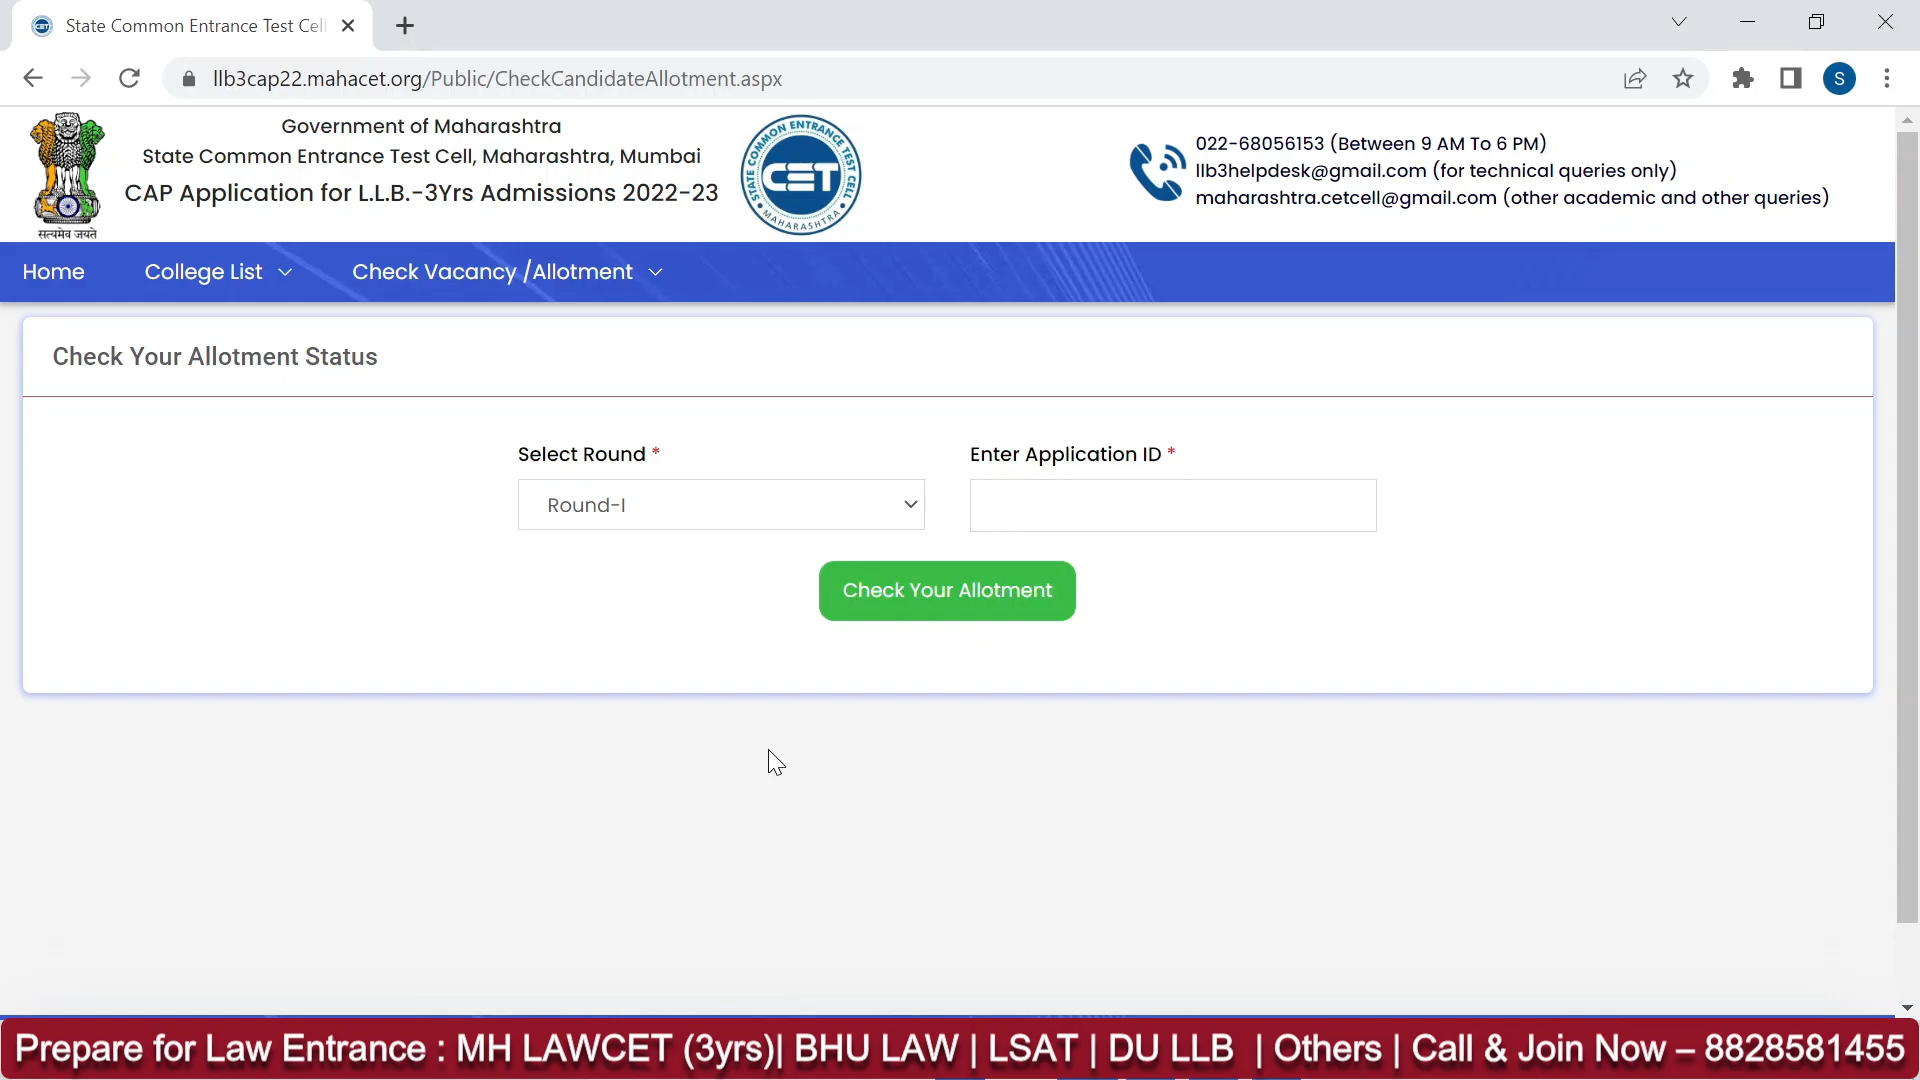 State Common Entrance Test Cell
llb3cap22.mahacet.org/Public/CheckCandidateAllotment.aspx
S
सत्यमेव जयते
Government of Maharashtra
State Common Entrance Test Cell, Maharashtra, Mumbai
CAP Application for L.L.B.-3Yrs Admissions 2022-23
STATE COMMON ENTRANCE TEST CELL
CET
MAHARASHTRA
022-68056153 (Between 9 AM To 6 PM)
llb3helpdesk@gmail.com (for technical queries only)
maharashtra.cetcell@gmail.com (other academic and other queries)
Home
College List
Check Vacancy /Allotment
Check Your Allotment Status
Select Round *
Enter Application ID *
Round-I
Check Your Allotment
Prepare for Law Entrance : MH LAWCET (3yrs)| BHU LAW | LSAT | DU LLB | Others | Call & Join Now – 8828581455